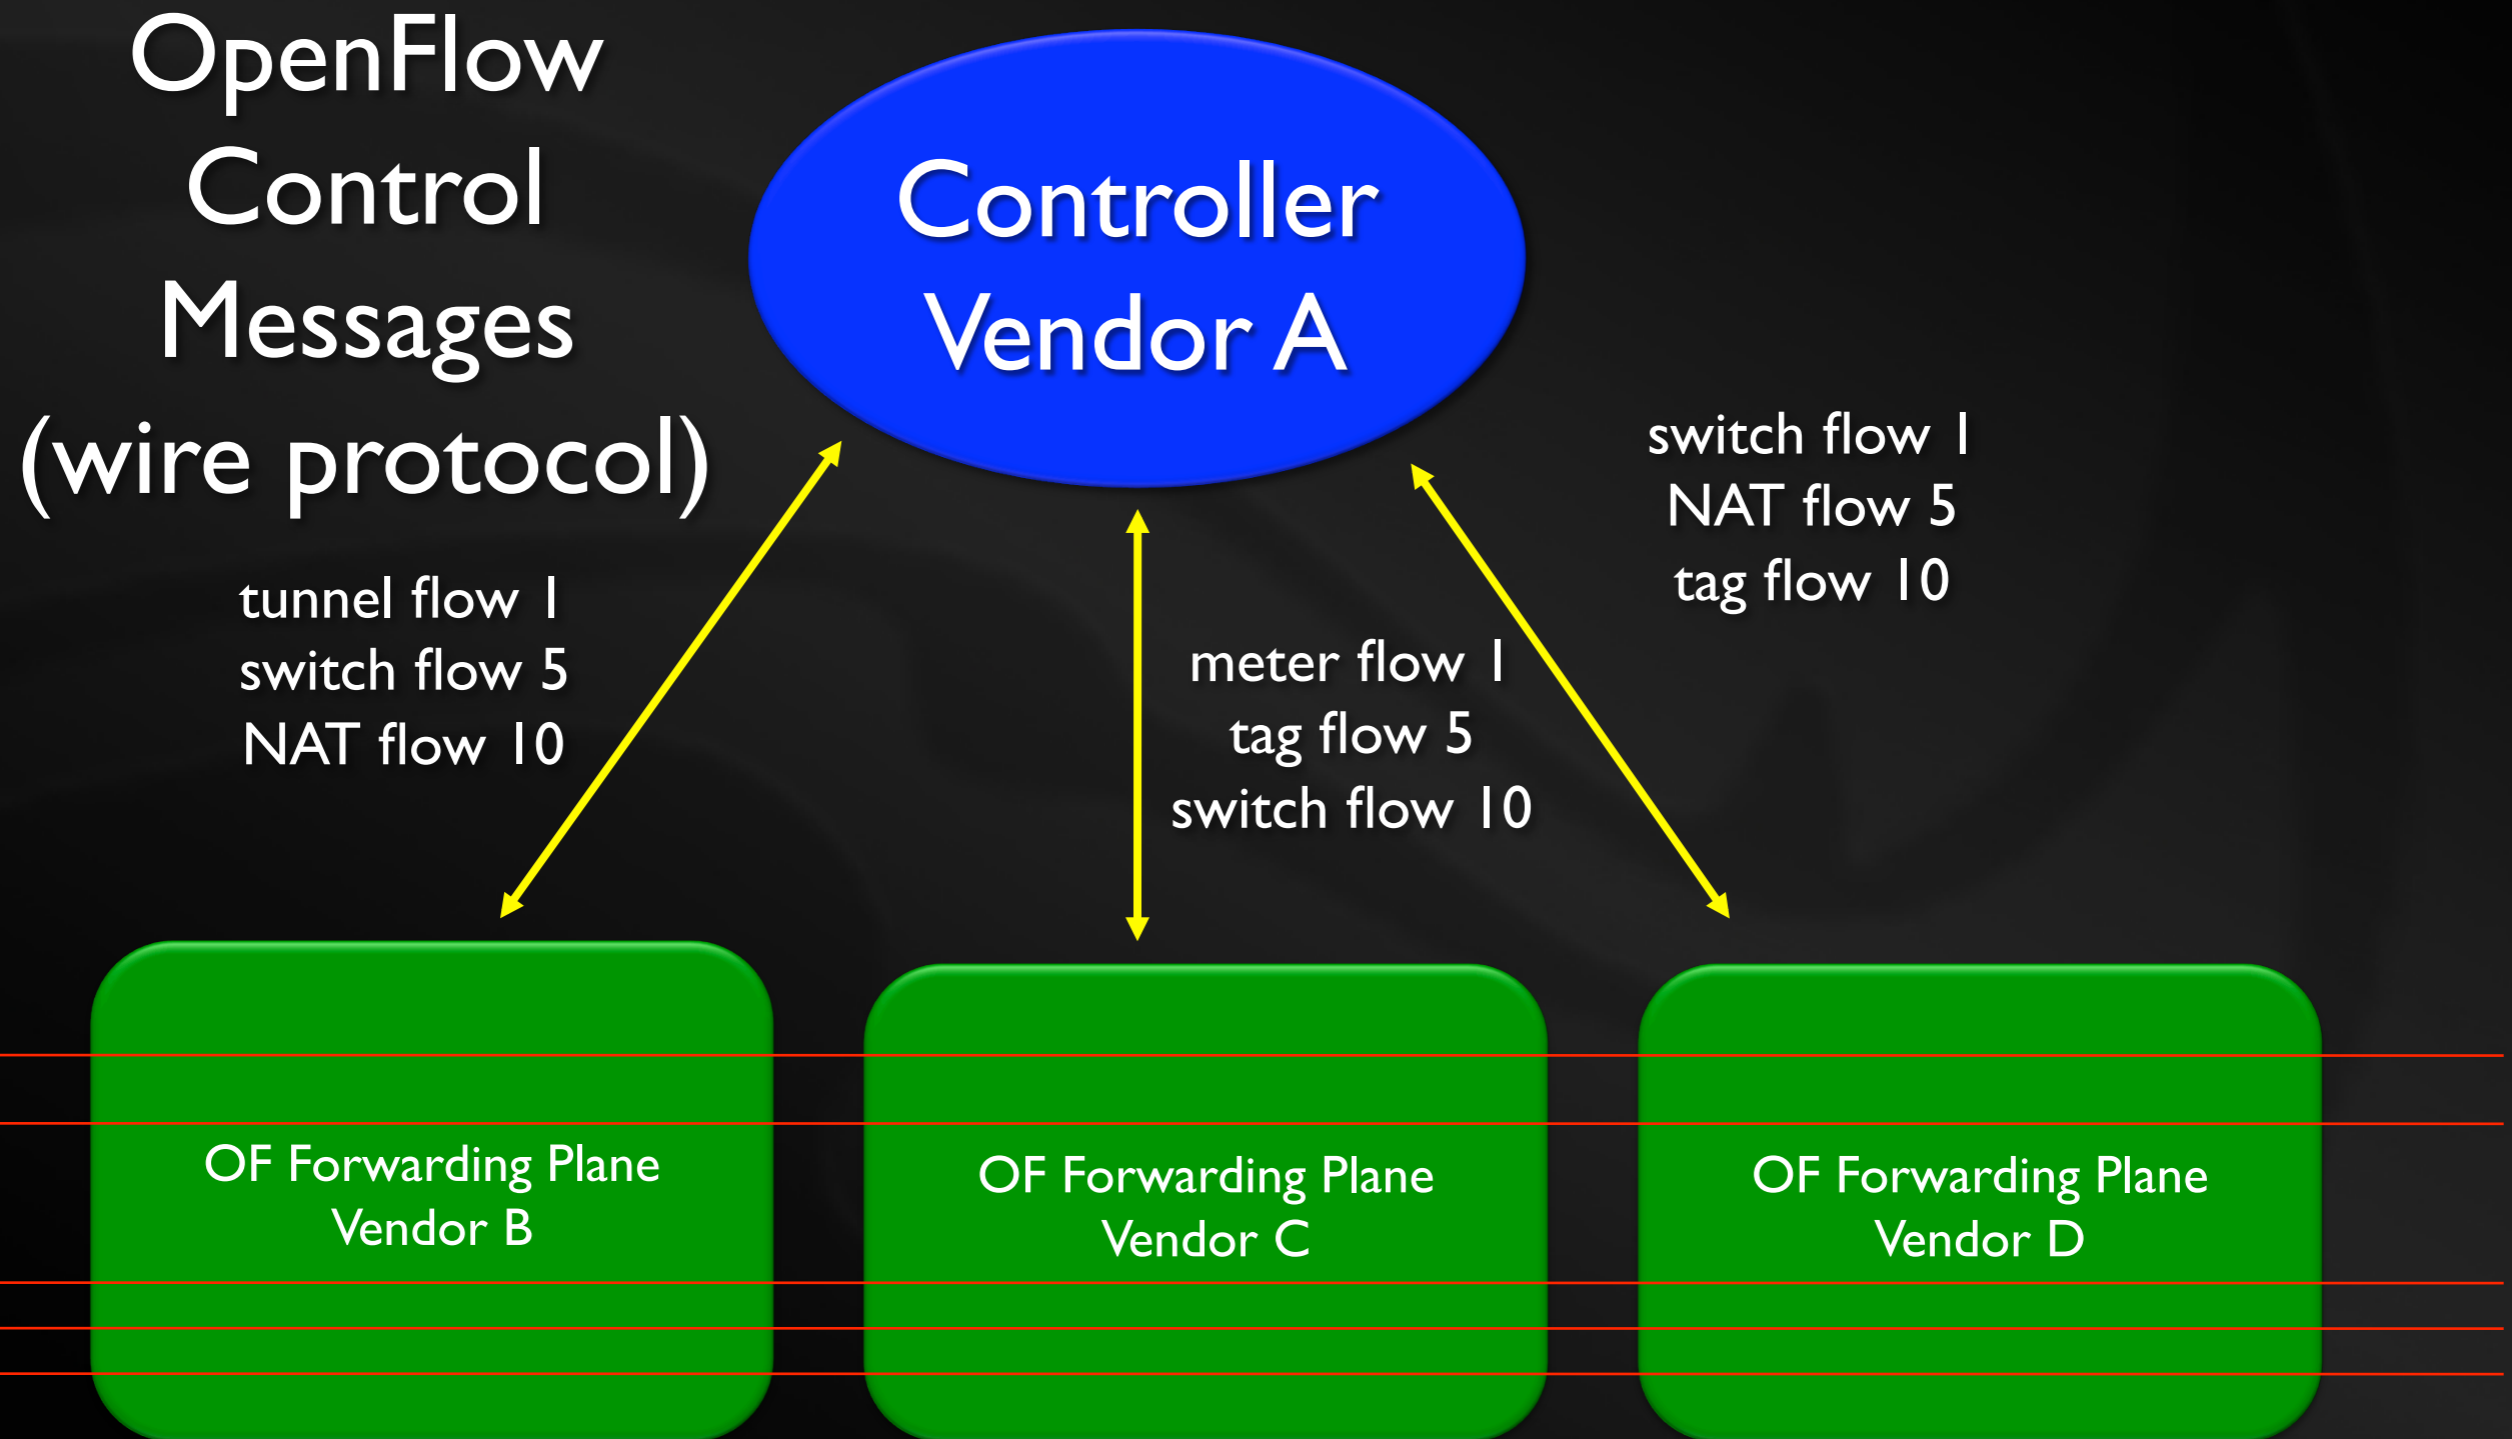 OpenFlow
Control
Messages
(wire protocol)
Controller
Vendor A
tunnel flow 1
switch flow 5
NAT flow 10
meter flow 1
tag flow 5
switch flow 10
switch flow 1
NAT flow 5
tag flow 10
OF Forwarding Plane
Vendor B
OF Forwarding Plane
Vendor C
OF Forwarding Plane
Vendor D